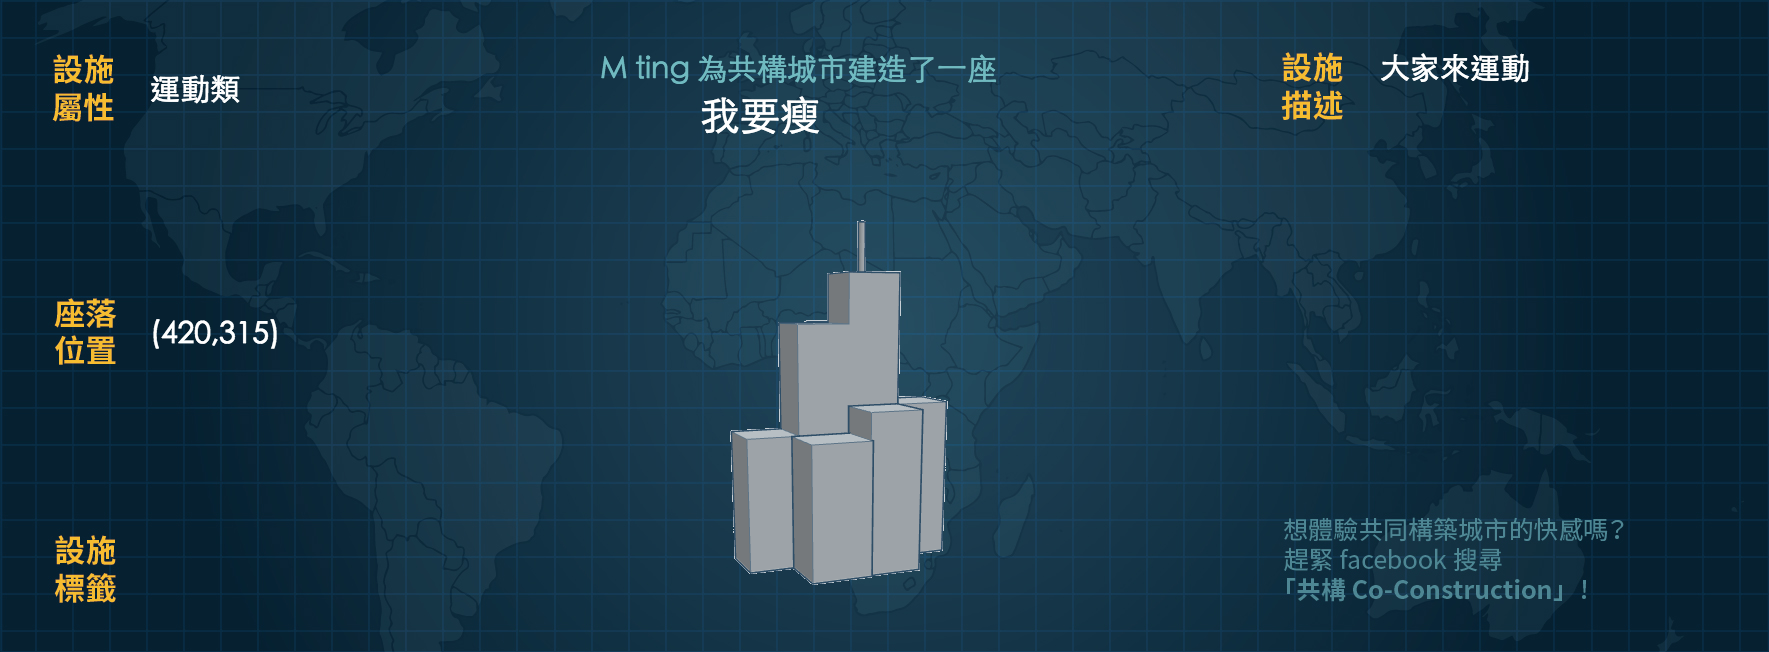 設施
屬性
運動類
M ting 為共構城市建造了一座
我要瘦
設施
描述
大家來運動
座落
位置
(420,315)
設施
標籤
想體驗共同構築城市的快感嗎？
趕緊 facebook 搜尋
「共構 Co-Construction」！